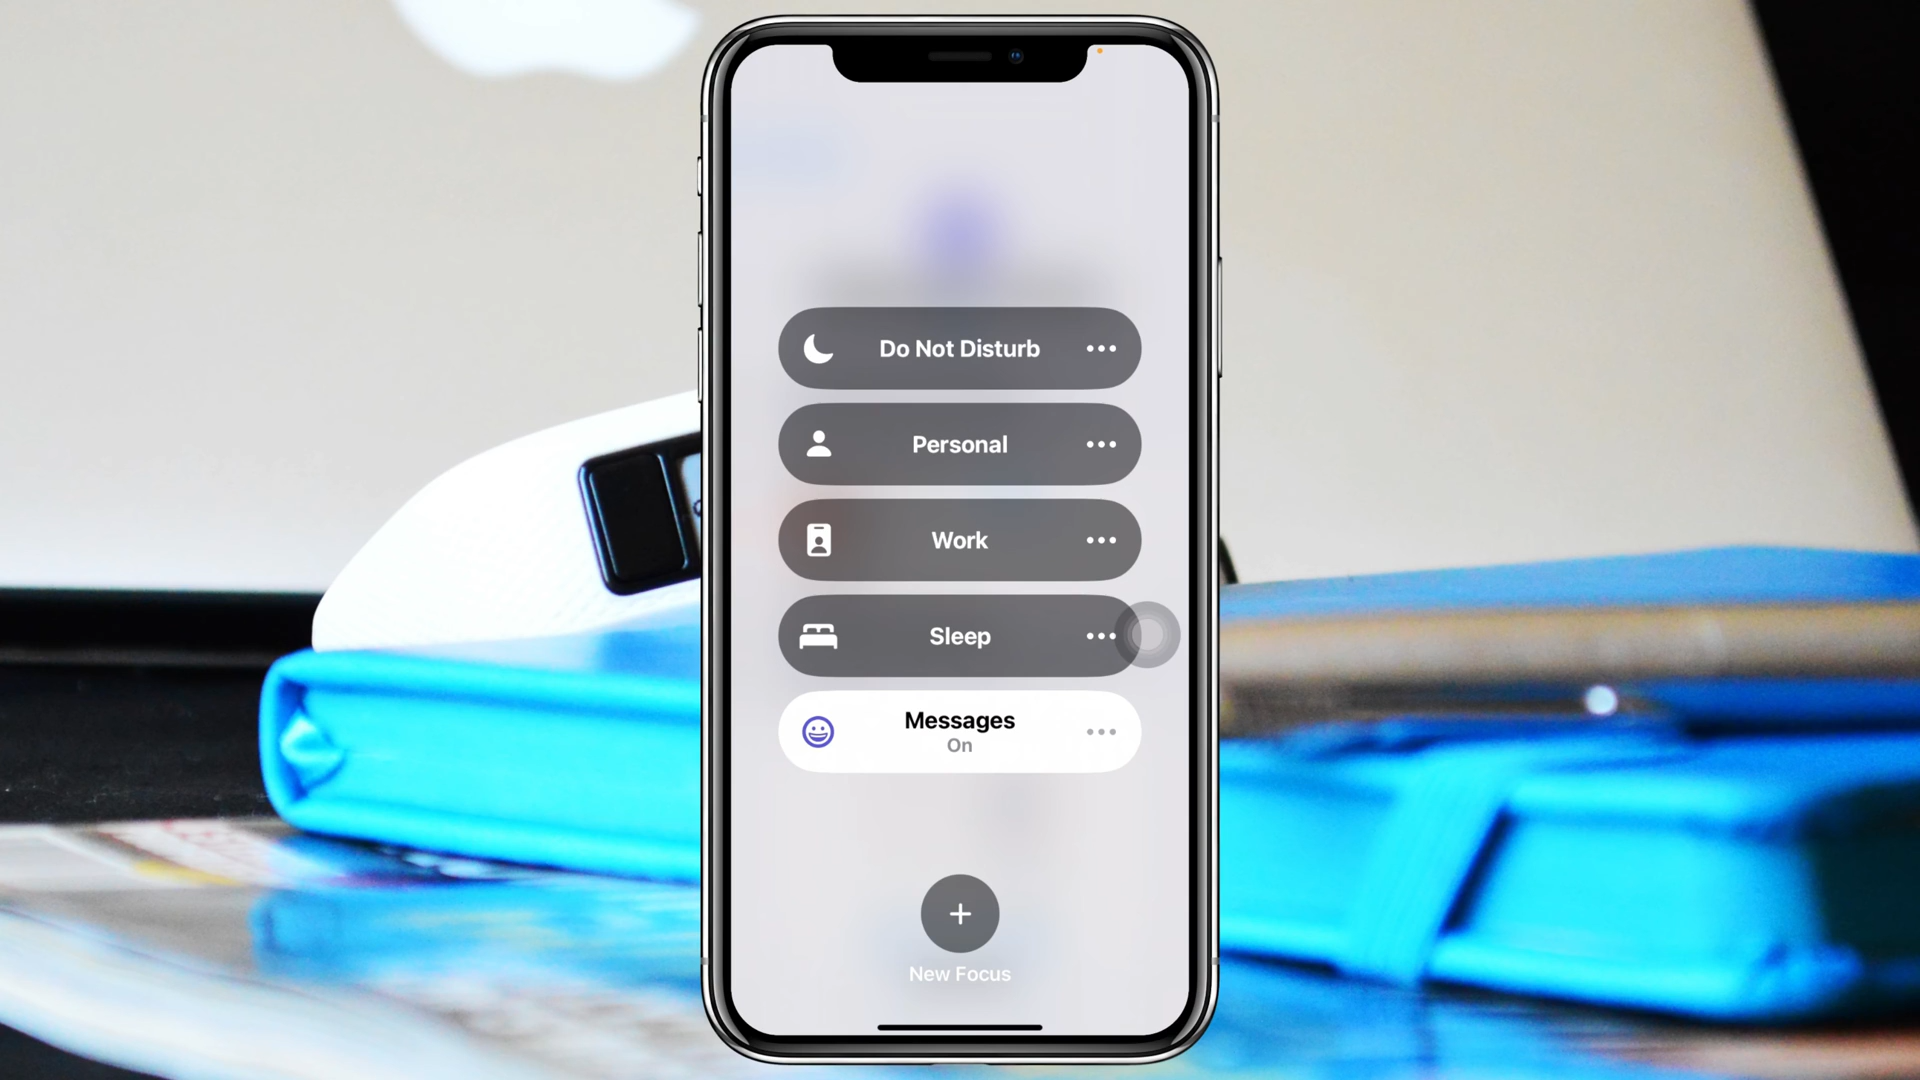 Do Not Disturb
Personal
Work
Sleep
Messages
On
New Focus